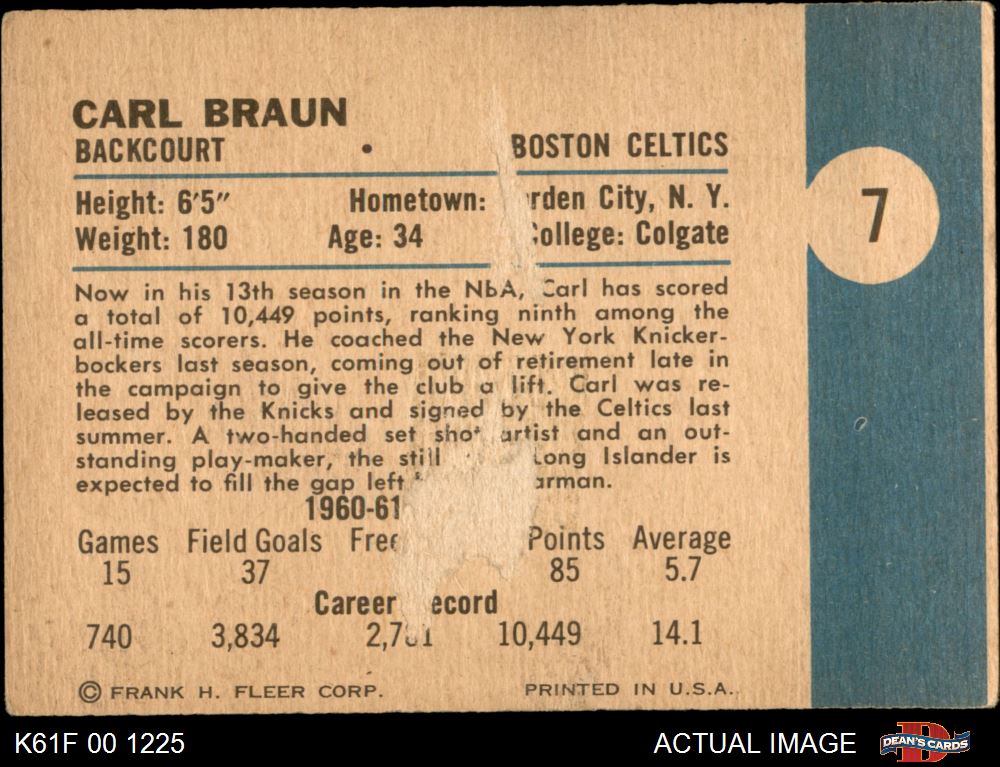 CARL BRAUN
BACKCOURT • BOSTON CELTICS
Height: 6'5" Hometown: rden City, N. Y.
Weight: 180 Age: 34 College: Colgate
7
Now in his 13th season in the NBA, Carl has scored
a total of 10,449 points, ranking ninth among the
all-time scorers. He coached the New York Knicker-
bockers last season, coming out of retirement late in
the campaign to give the club a lift. Carl was re-
leased by the Knicks and signed by the Celtics last
summer. A two-handed set shot artist and an out-
standing play-maker, the still Long Islander is
expected to fill the gap left arman.
1960-61
Games Field Goals Free Points Average
15 37 85 5.7
Career Record
740 3,834 10,449 14.1
© FRANK H. FLEER CORP. PRINTED IN U.S.A.
K61F 00 1225 ACTUAL IMAGE DEAN'S CARDS